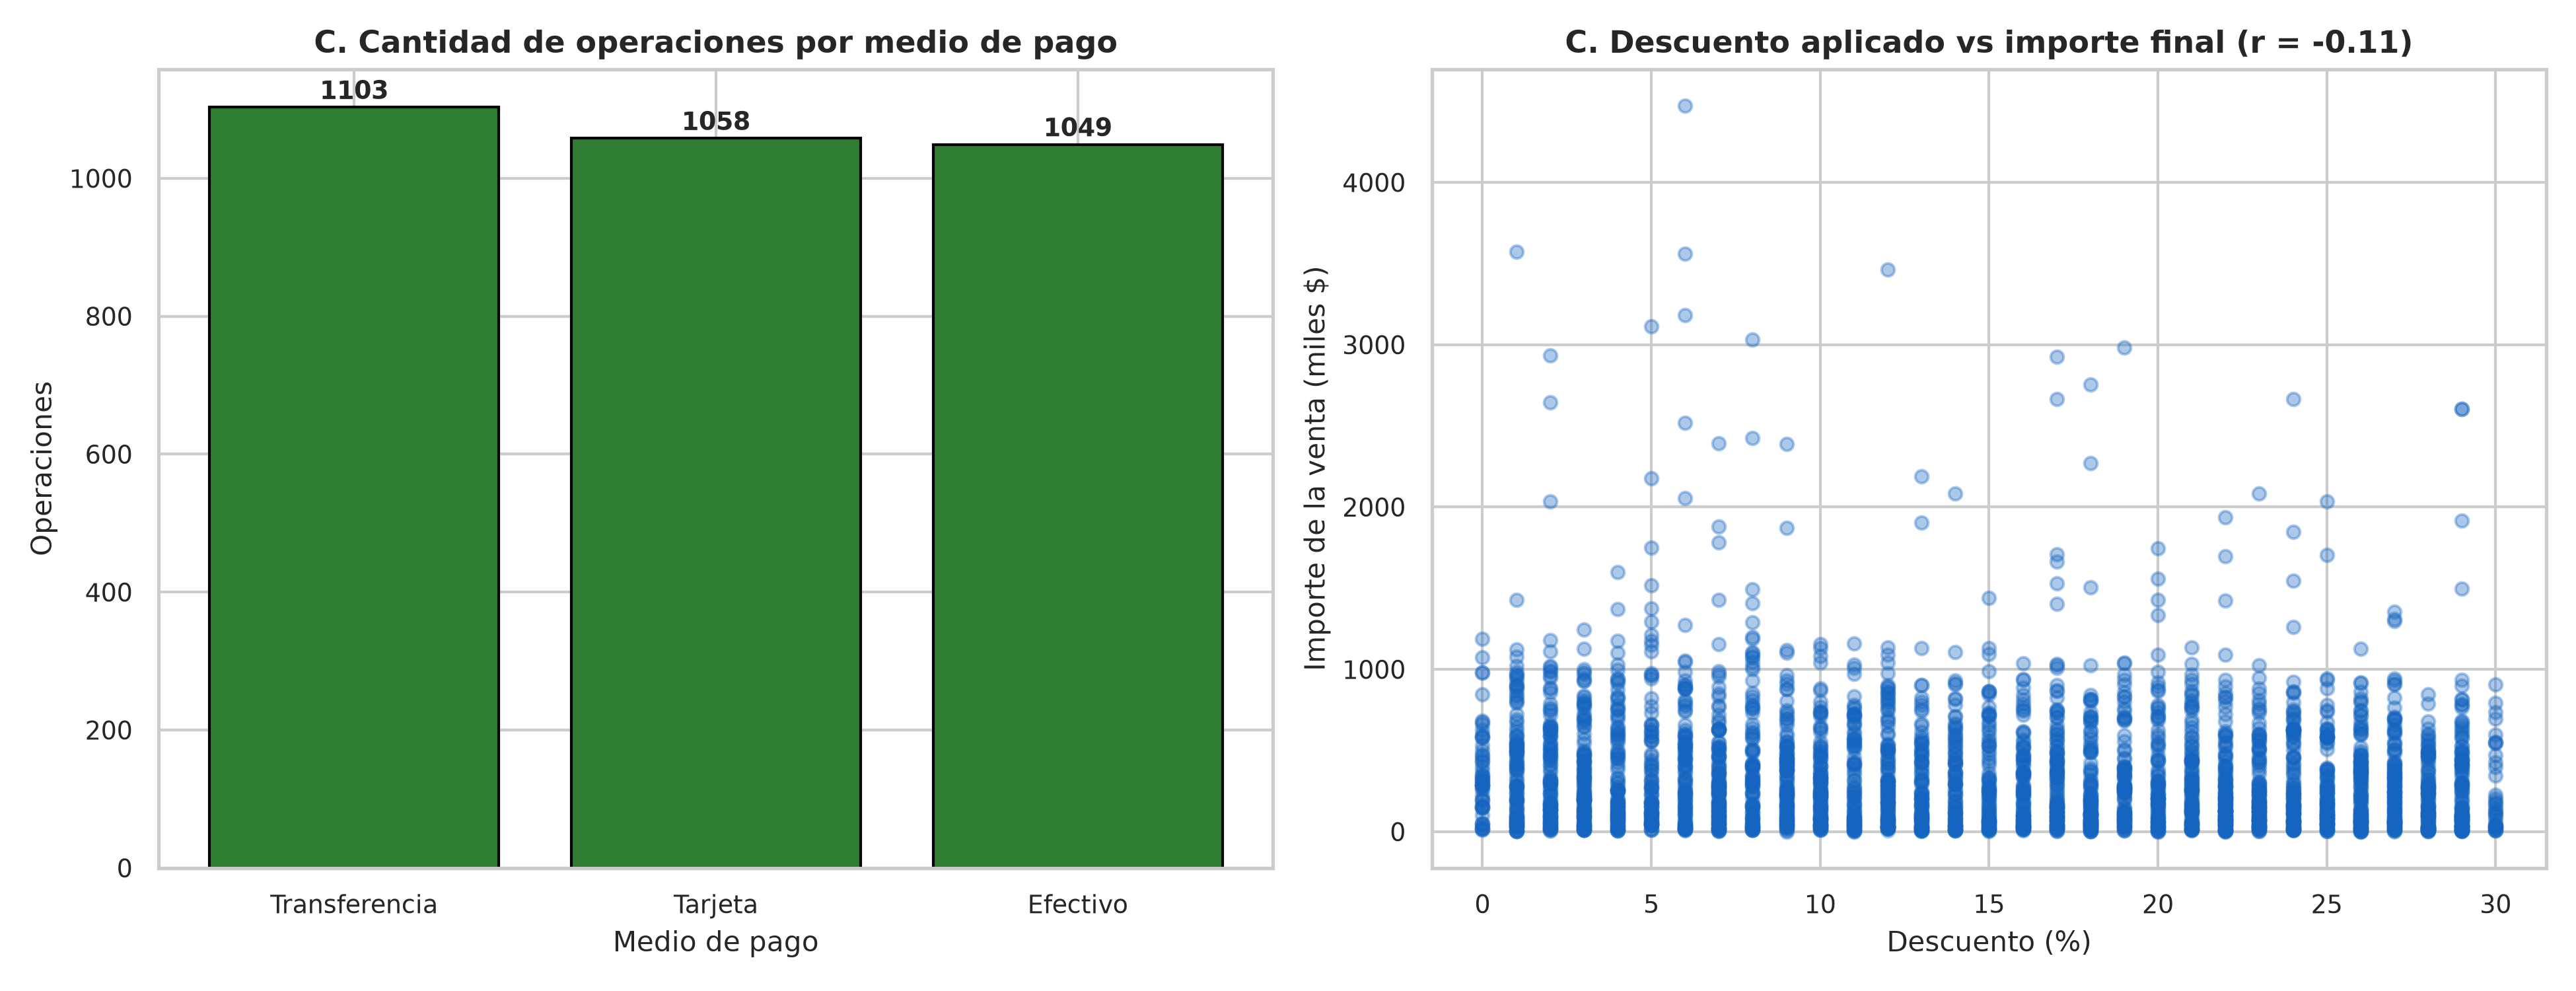 C. Cantidad de operaciones por medio de pago
1103
1058
1049
1000
800
600
400
200
0
Operaciones
Transferencia
Tarjeta
Efectivo
Medio de pago
C. Descuento aplicado vs importe final (r = -0.11)
4000
3000
2000
1000
0
Importe de la venta (miles $)
0
5
10
15
20
25
30
Descuento (%)